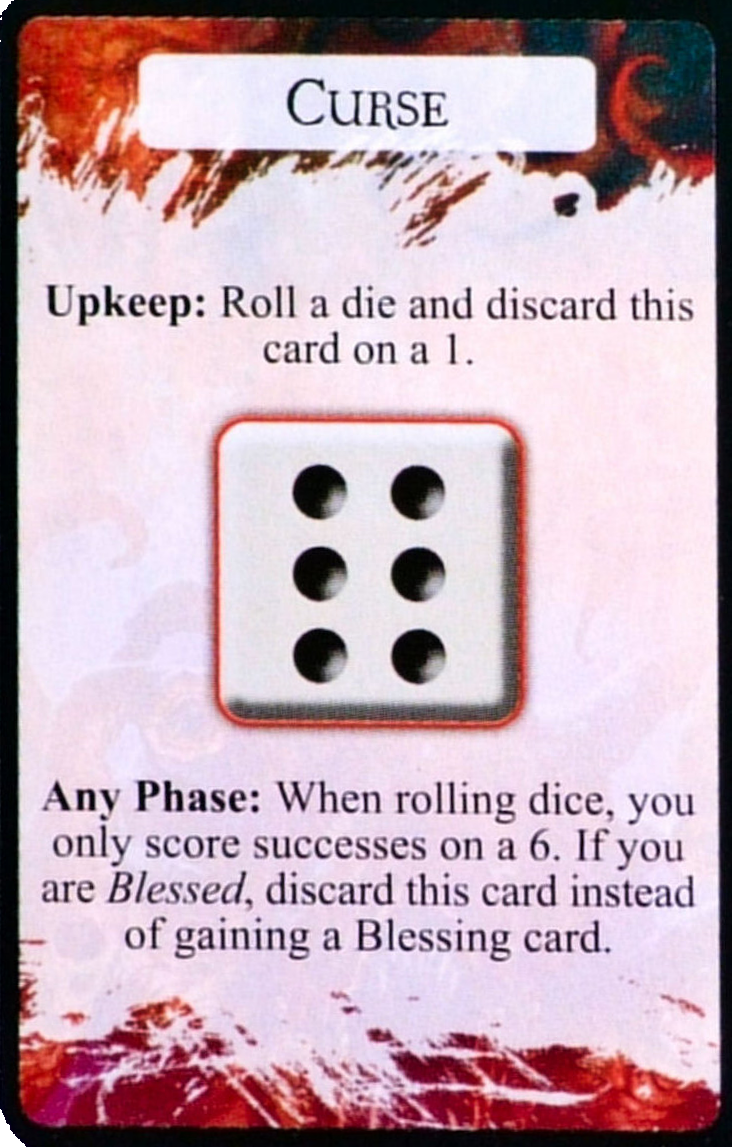 CURSE
Upkeep: Roll a die and discard this
card on a 1.
Any Phase: When rolling dice, you
only score successes on a 6. If you
are Blessed, discard this card instead
of gaining a Blessing card.